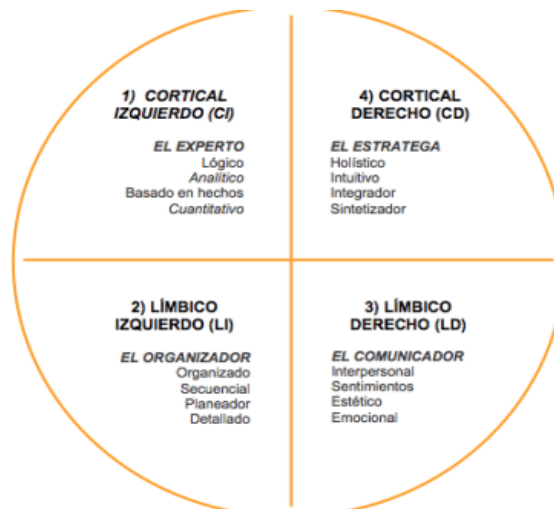 1) CORTICAL
IZQUIERDO (CI)
EL EXPERTO
Lógico
Analítico
Basado en hechos
Cuantitativo
4) CORTICAL
DERECHO (CD)
EL ESTRATEGA
Holístico
Intuitivo
Integrador
Sintetizador
2) LÍMBICO
IZQUIERDO (LI)
EL ORGANIZADOR
Organizado
Secuencial
Planeador
Detallado
3) LÍMBICO
DERECHO (LD)
EL COMUNICADOR
Interpersonal
Sentimientos
Estético
Emocional